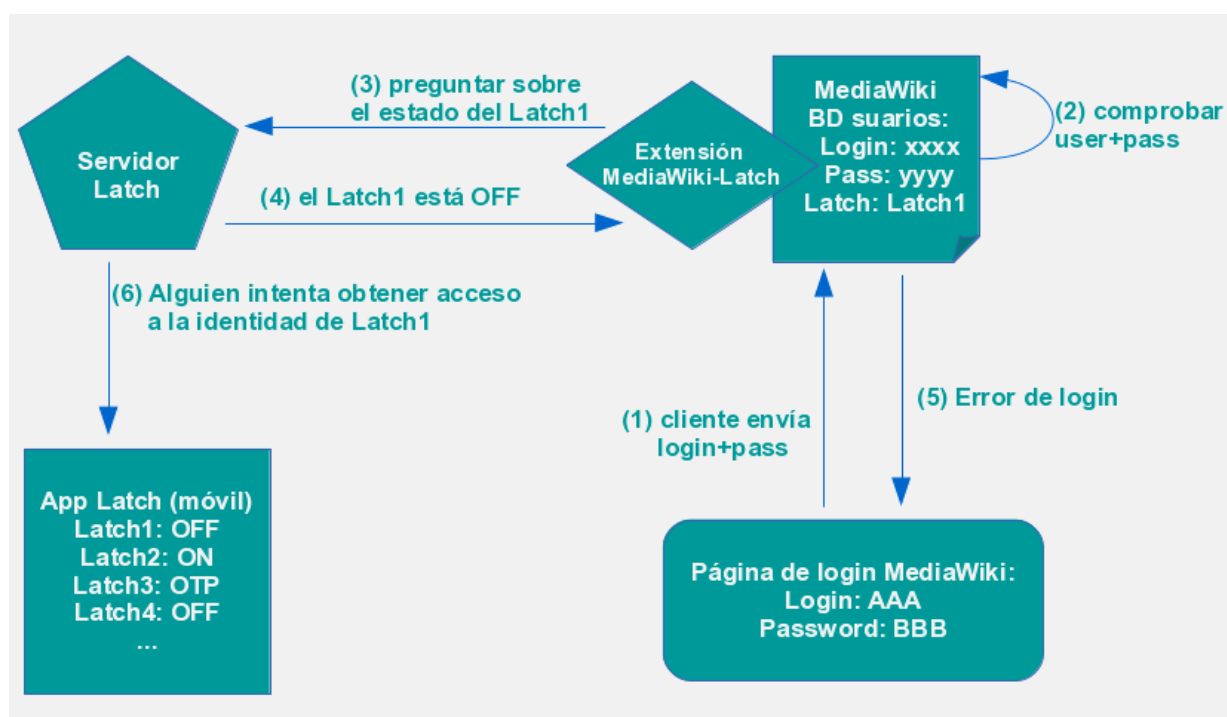 (3) preguntar sobre
el estado del Latch1
MediaWiki
BD suarios:
Login: xxxx
Pass: yyyy
Latch: Latch1
(2) comprobar
user+pass
Servidor
Latch
Extensión
MediaWiki-Latch
(4) el Latch1 está OFF
(6) Alguien intenta obtener acceso
a la identidad de Latch1
(1) cliente envía
login+pass
(5) Error de login
App Latch (móvil)
Latch1: OFF
Latch2: ON
Latch3: OTP
Latch4: OFF
...
Página de login MediaWiki:
Login: AAA
Password: BBB